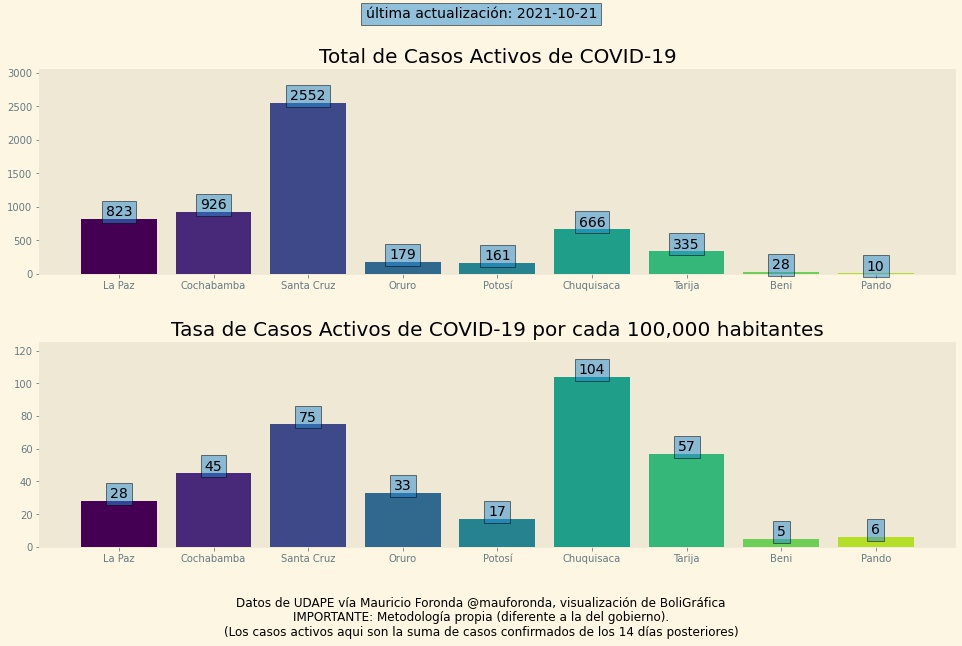 última actualización: 2021-10-21
Total de Casos Activos de COVID-19
3000
2500
2000
1500
1000
500
0
823
926
2552
179
161
666
335
28
10
La Paz
Cochabamba
Santa Cruz
Oruro
Potosí
Chuquisaca
Tarija
Beni
Pando
Tasa de Casos Activos de COVID-19 por cada 100,000 habitantes
120
100
80
60
40
20
0
28
45
75
33
17
104
57
5
6
La Paz
Cochabamba
Santa Cruz
Oruro
Potosí
Chuquisaca
Tarija
Beni
Pando
Datos de UDAPE vía Mauricio Foronda @mauforonda, visualización de BoliGráfica
IMPORTANTE: Metodología propia (diferente a la del gobierno).
(Los casos activos aqui son la suma de casos confirmados de los 14 días posteriores)